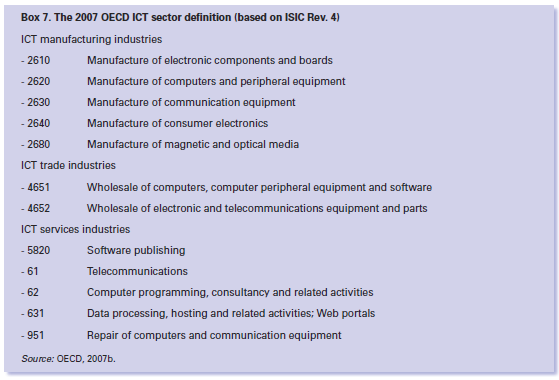 Box 7. The 2007 OECD ICT sector definition (based on ISIC Rev. 4)
ICT manufacturing industries
- 2610 Manufacture of electronic components and boards
- 2620 Manufacture of computers and peripheral equipment
- 2630 Manufacture of communication equipment
- 2640 Manufacture of consumer electronics
- 2680 Manufacture of magnetic and optical media
ICT trade industries
- 4651 Wholesale of computers, computer peripheral equipment and software
- 4652 Wholesale of electronic and telecommunications equipment and parts
ICT services industries
- 5820 Software publishing
- 61 Telecommunications
- 62 Computer programming, consultancy and related activities
- 631 Data processing, hosting and related activities; Web portals
- 951 Repair of computers and communication equipment
Source: OECD, 2007b.